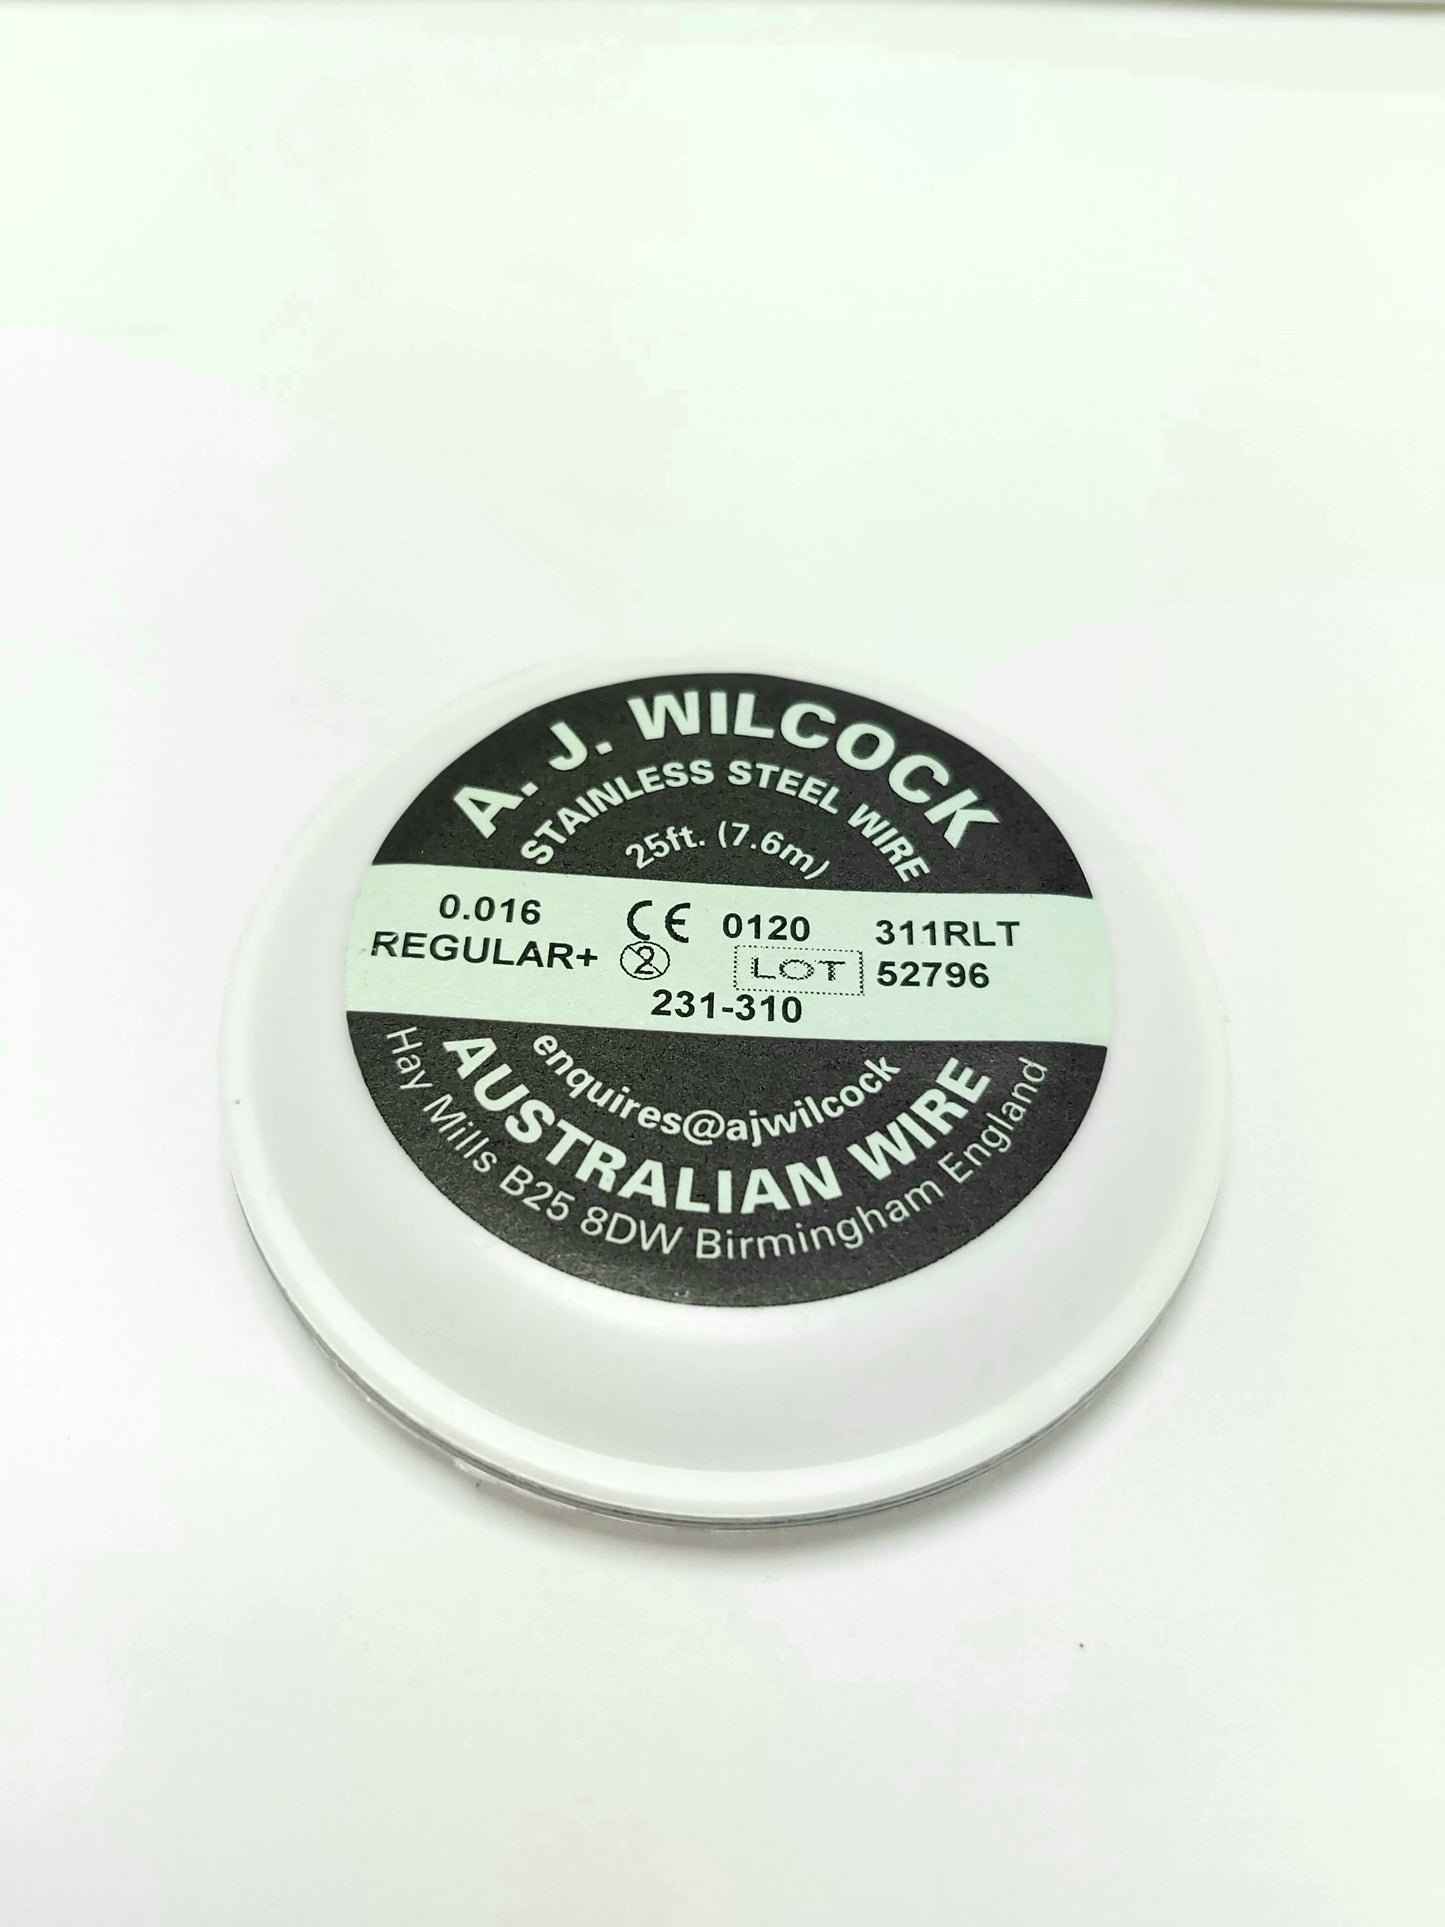 A. J. WILCOCK
STAINLESS STEEL WIRE
25ft. (7.6m)
0.016 CE 0120 311RLT
REGULAR+ 2 LOT 52796
231-310
enquires@ajwilcock
AUSTRALIAN WIRE
Hay Mills B25 8DW Birmingham England